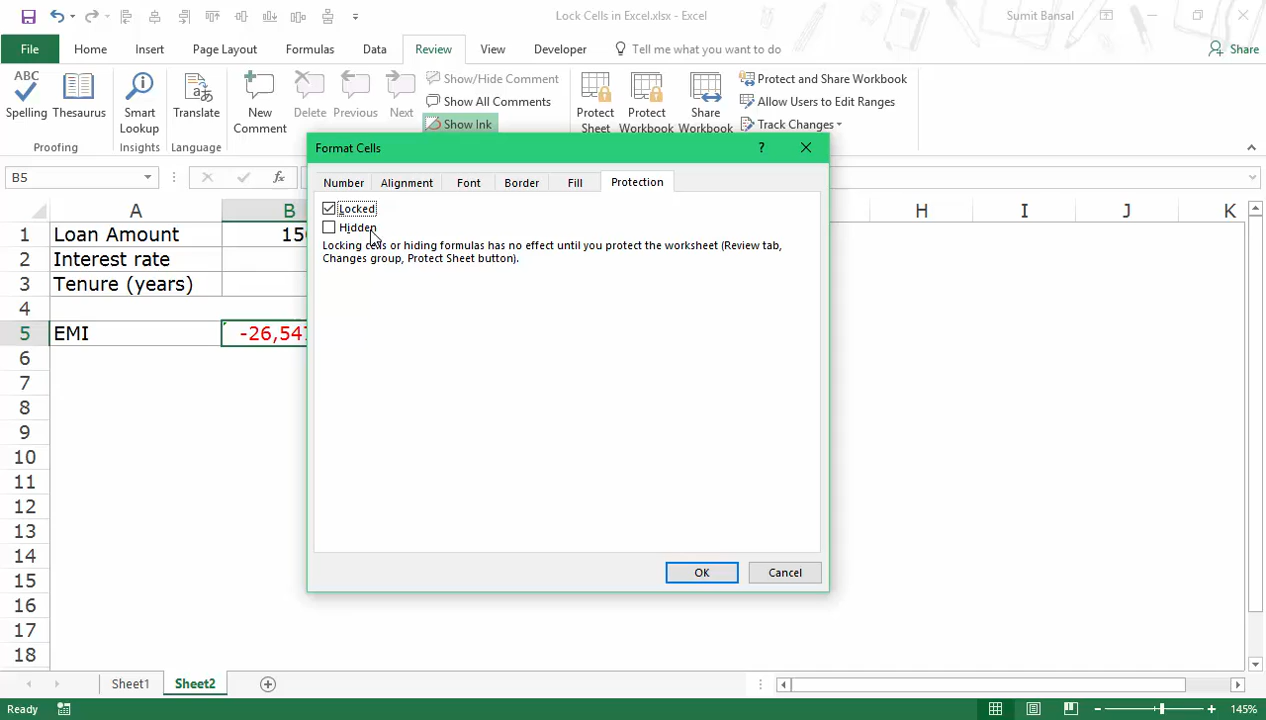 Lock Cells in Excel.xlsx - Excel
Sumit Bansal
File Home Insert Page Layout Formulas Data Review View Developer Tell me what you want to do Share
ABC
Spelling
Thesaurus
Proofing
Smart Lookup
Insights
Translate
Language
New Comment
Delete
Previous
Next
Show/Hide Comment
Show All Comments
Show Ink
Protect Sheet
Protect Workbook
Share Workbook
Protect and Share Workbook
Allow Users to Edit Ranges
Track Changes
B5
fx
Format Cells
?
Number Alignment Font Border Fill Protection
Locked
Hidden
Locking cells or hiding formulas has no effect until you protect the worksheet (Review tab,
Changes group, Protect Sheet button).
OK Cancel
A B H I J K
1 Loan Amount
2 Interest rate
3 Tenure (years)
4
5 EMI
6
7
8
9
10
11
12
13
14
15
16
17
18
Sheet1 Sheet2
Ready
145%